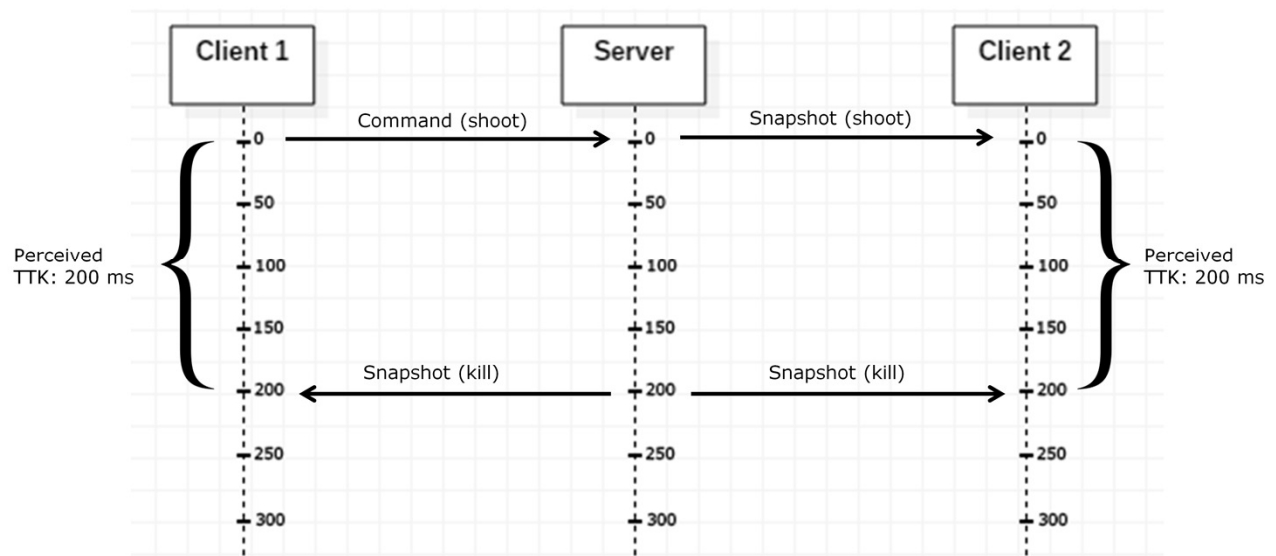 Client 1
Server
Client 2
Command (shoot)
Snapshot (shoot)
0
0
0
50
50
50
Perceived
TTK: 200 ms
100
100
100
Perceived
TTK: 200 ms
150
150
150
Snapshot (kill)
Snapshot (kill)
200
200
200
250
250
250
300
300
300